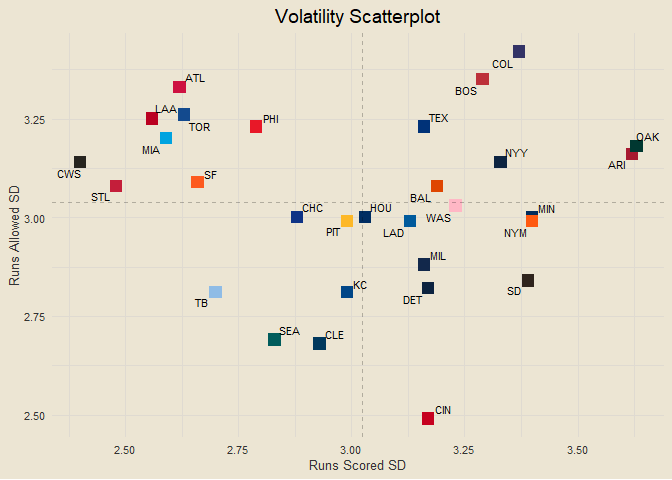 Volatility Scatterplot
COL
BOS
ATL
LAA
TOR
PHI
TEX
MIA
NYY
OAK
ARI
CWS
SF
STL
BAL
CHC
HOU
WAS
MIN
PIT
LAD
NYM
MIL
TB
KC
DET
SD
SEA
CLE
CIN
3.25
3.00
2.75
2.50
Runs Allowed SD
2.50
2.75
3.00
3.25
3.50
Runs Scored SD